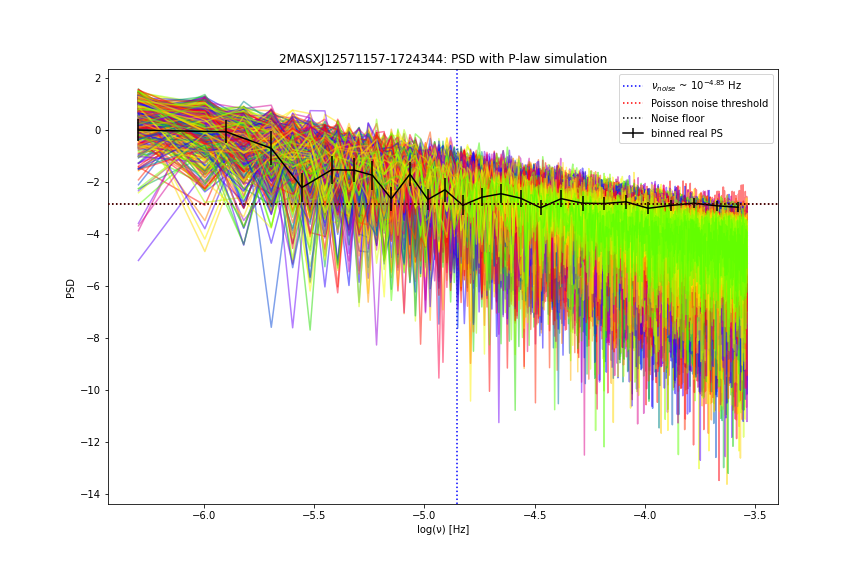 2MASXJ12571157-1724344: PSD with P-law simulation
ν_noise ~ 10^−4.85 Hz
Poisson noise threshold
Noise floor
binned real PS
PSD
2
0
−2
−4
−6
−8
−10
−12
−14
−6.0 −5.5 −5.0 −4.5 −4.0 −3.5
log(ν) [Hz]